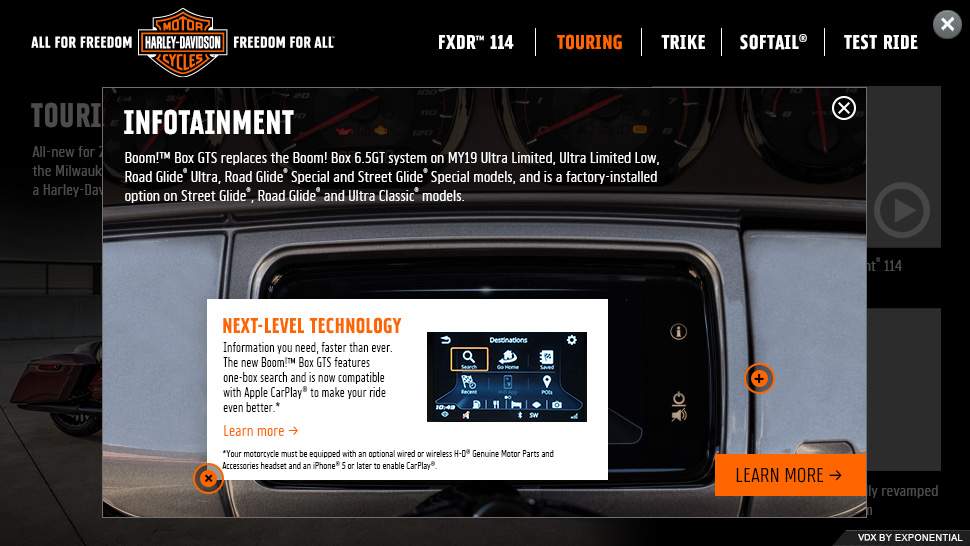 ALL FOR FREEDOM
MOTOR
HARLEY-DAVIDSON
CYCLES
FREEDOM FOR ALL
FXDR™ 114
TOURING
TRIKE
SOFTAIL®
TEST RIDE
TOURI
All-new for 2
the Milwauk
a Harley-Dav
INFOTAINMENT
Boom!™ Box GTS replaces the Boom! Box 6.5GT system on MY19 Ultra Limited, Ultra Limited Low,
Road Glide® Ultra, Road Glide® Special and Street Glide® Special models, and is a factory-installed
option on Street Glide®, Road Glide® and Ultra Classic® models.
nt® 114
NEXT-LEVEL TECHNOLOGY
Information you need, faster than ever.
The new Boom!™ Box GTS features
one-box search and is now compatible
with Apple CarPlay® to make your ride
even better.*
Learn more →
*Your motorcycle must be equipped with an optional wired or wireless H-D® Genuine Motor Parts and
Accessories headset and an iPhone® 5 or later to enable CarPlay®.
Destinations
Search
Go Home
Saved
Recent
POIs
10:49
SW
LEARN MORE →
lly revamped
m
VDX BY EXPONENTIAL